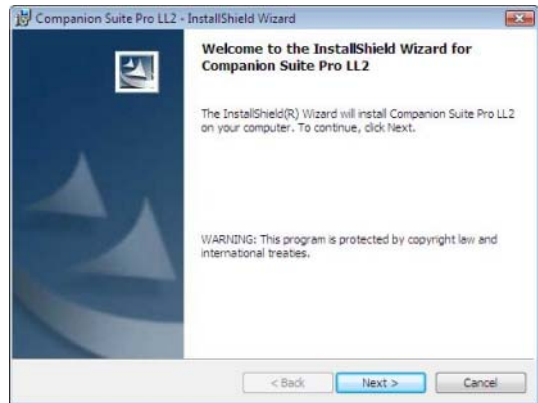 Companion Suite Pro LL2 - InstallShield Wizard
Welcome to the InstallShield Wizard for
Companion Suite Pro LL2
The InstallShield(R) Wizard will install Companion Suite Pro LL2
on your computer. To continue, click Next.
WARNING: This program is protected by copyright law and
international treaties.
< Back
Next >
Cancel